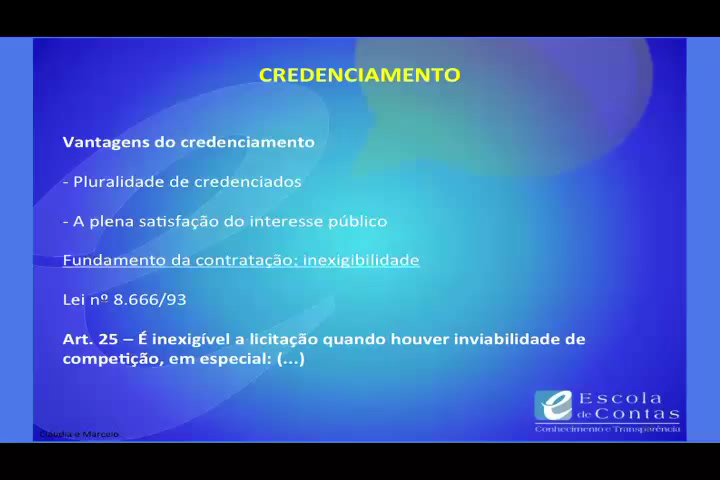 CREDENCIAMENTO
Vantagens do credenciamento
- Pluralidade de credenciados
- A plena satisfação do interesse público
Fundamento da contratação: inexigibilidade
Lei nº 8.666/93
Art. 25 – É inexigível a licitação quando houver inviabilidade de
competição, em especial: (...)
Escola
de Contas
Conhecimento e Transparência
Cláudia e Marcelo